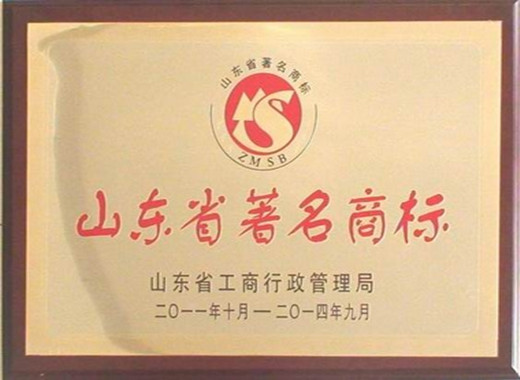 山东省著名商标
ZMSB
山东省著名商标
山东省工商行政管理局
二〇一一年十月—二〇一四年九月